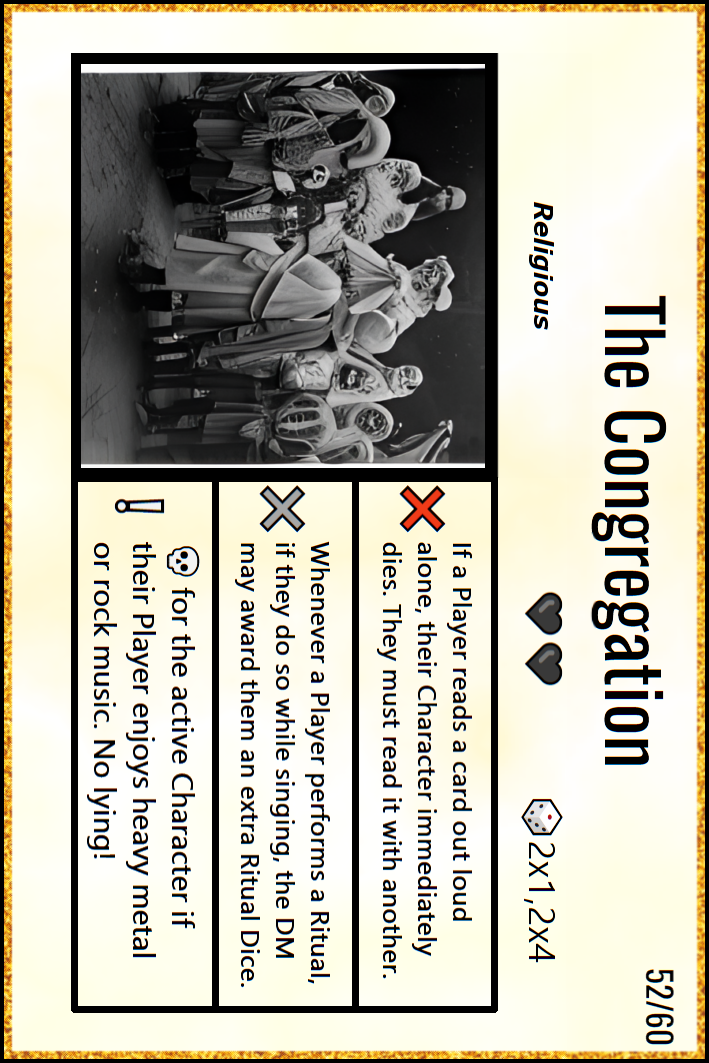 52/60
The Congregation
Religious
🖤🖤
🎲2x1,2x4
❌ If a Player reads a card out loud
alone, their Character immediately
dies. They must read it with another.
Whenever a Player performs a Ritual,
if they do so while singing, the DM
may award them an extra Ritual Dice.
! 💀 for the active Character if
their Player enjoys heavy metal
or rock music. No lying!